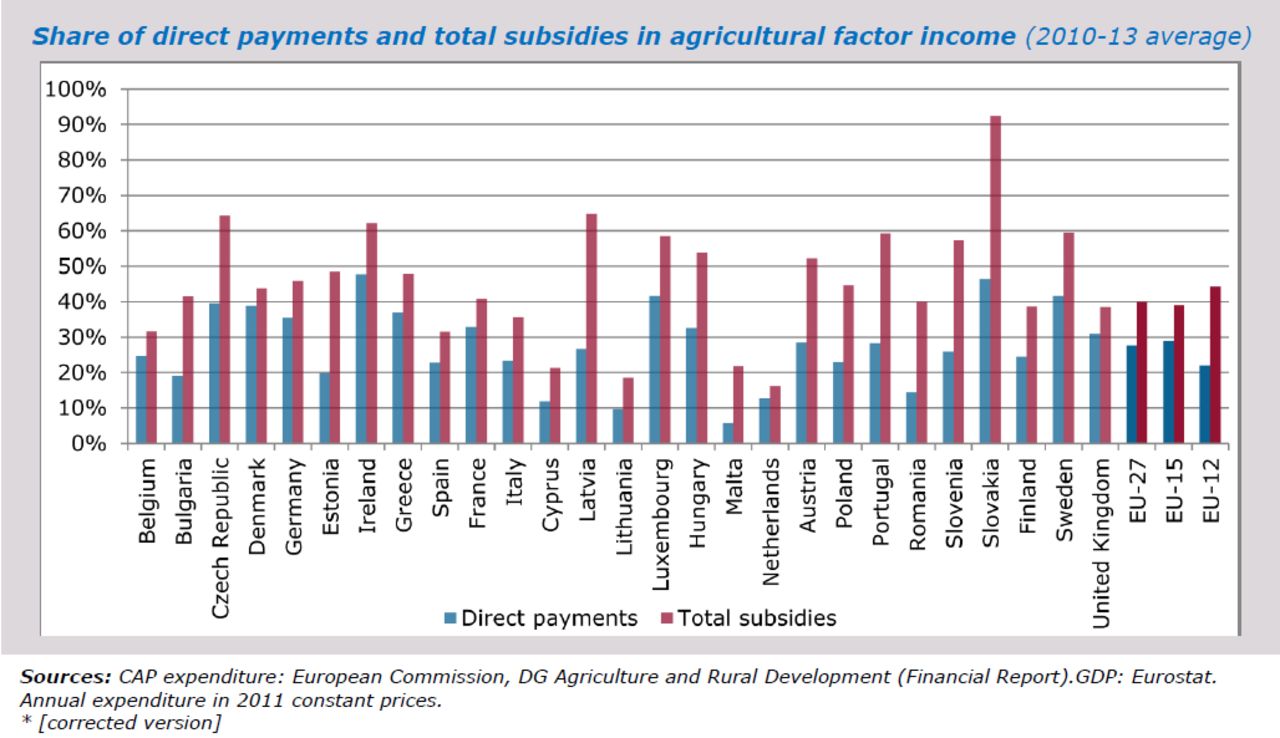 Share of direct payments and total subsidies in agricultural factor income (2010-13 average)
100%
90%
80%
70%
60%
50%
40%
30%
20%
10%
0%
Belgium
Bulgaria
Czech Republic
Denmark
Germany
Estonia
Ireland
Greece
Spain
France
Italy
Cyprus
Latvia
Lithuania
Luxembourg
Hungary
Malta
Netherlands
Austria
Poland
Portugal
Romania
Slovenia
Slovakia
Finland
Sweden
United Kingdom
EU-27
EU-15
EU-12
Direct payments Total subsidies
Sources: CAP expenditure: European Commission, DG Agriculture and Rural Development (Financial Report).GDP: Eurostat.
Annual expenditure in 2011 constant prices.
* [corrected version]